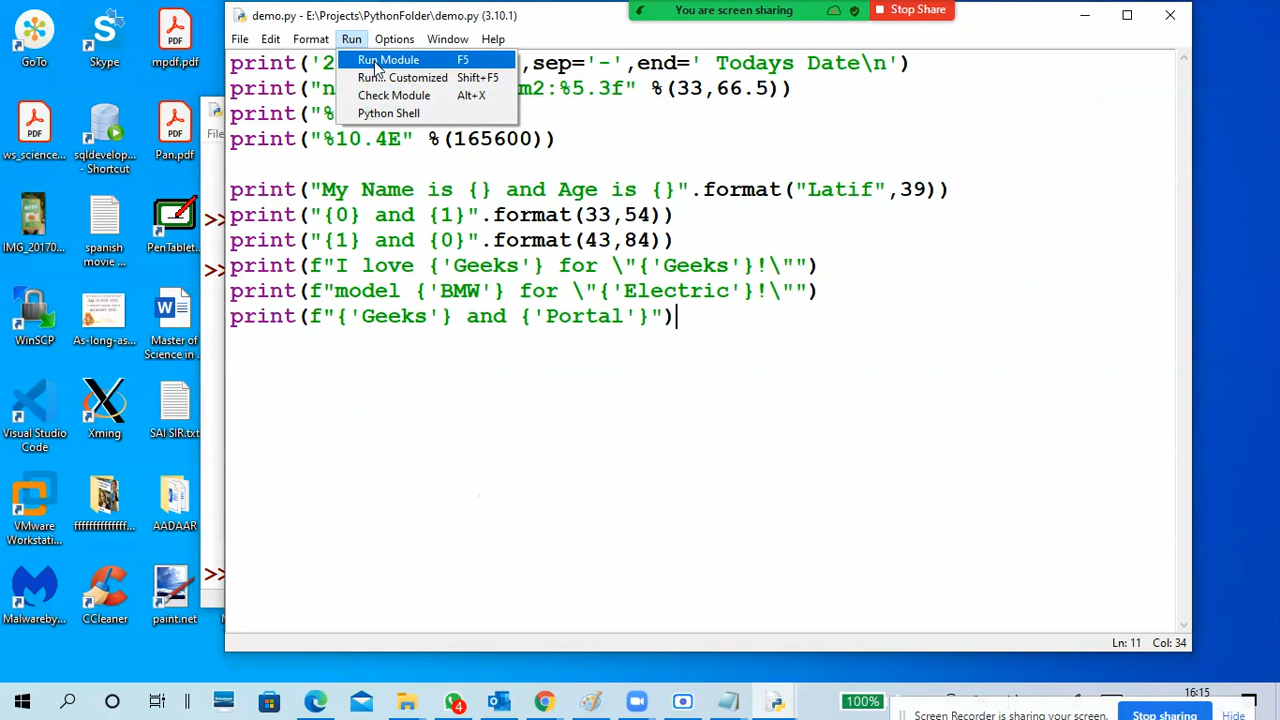 demo.py - E:\Projects\PythonFolder\demo.py (3.10.1)
You are screen sharing
Stop Share
File Edit Format Run Options Window Help
Run Module F5
Run... Customized Shift+F5
Check Module Alt+X
Python Shell
print('2 ,sep='-',end=' Todays Date\n')
print("n m2:%5.3f" %(33,66.5))
print("%
print("%10.4E" %(165600))
print("My Name is {} and Age is {}".format("Latif",39))
print("{0} and {1}".format(33,54))
print("{1} and {0}".format(43,84))
print(f"I love {'Geeks'} for \"{'Geeks'}!\"")
print(f"model {'BMW'} for \"{'Electric'}!\"")
print(f"{'Geeks'} and {'Portal'}")
Ln: 11 Col: 34
File
>>
>>
>>
GoTo
Skype
mpdf.pdf
ws_science...
sqldevelop... - Shortcut
Pan.pdf
IMG_20170...
spanish movie ...
PenTablet...
WinSCP
As-long-as...
Master of Science in ...
Visual Studio Code
Xming
SAI SIR.txt
VMware Workstati...
ffffffffffffff...
AADAAR
Malwareby...
CCleaner
paint.net
PDF
PDF
PDF
4
100%
16:15
Screen Recorder is sharing your screen.
Stop sharing
Hide